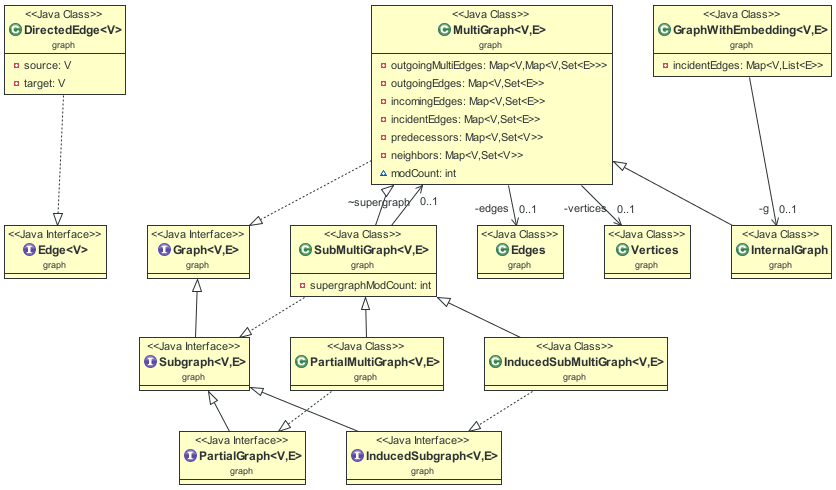 <<Java Class>>
DirectedEdge<V>
graph
source: V
target: V
<<Java Class>>
MultiGraph<V,E>
graph
outgoingMultiEdges: Map<V,Map<V,Set<E>>>
outgoingEdges: Map<V,Set<E>>
incomingEdges: Map<V,Set<E>>
incidentEdges: Map<V,Set<E>>
predecessors: Map<V,Set<V>>
neighbors: Map<V,Set<V>>
modCount: int
<<Java Class>>
GraphWithEmbedding<V,E>
graph
incidentEdges: Map<V,List<E>>
~supergraph
0..1
-edges
0..1
-vertices
0..1
-g
0..1
<<Java Interface>>
Edge<V>
graph
<<Java Interface>>
Graph<V,E>
graph
<<Java Class>>
SubMultiGraph<V,E>
graph
supergraphModCount: int
<<Java Class>>
Edges
graph
<<Java Class>>
Vertices
graph
<<Java Class>>
InternalGraph
graph
<<Java Interface>>
Subgraph<V,E>
graph
<<Java Class>>
PartialMultiGraph<V,E>
graph
<<Java Class>>
InducedSubMultiGraph<V,E>
graph
<<Java Interface>>
PartialGraph<V,E>
graph
<<Java Interface>>
InducedSubgraph<V,E>
graph